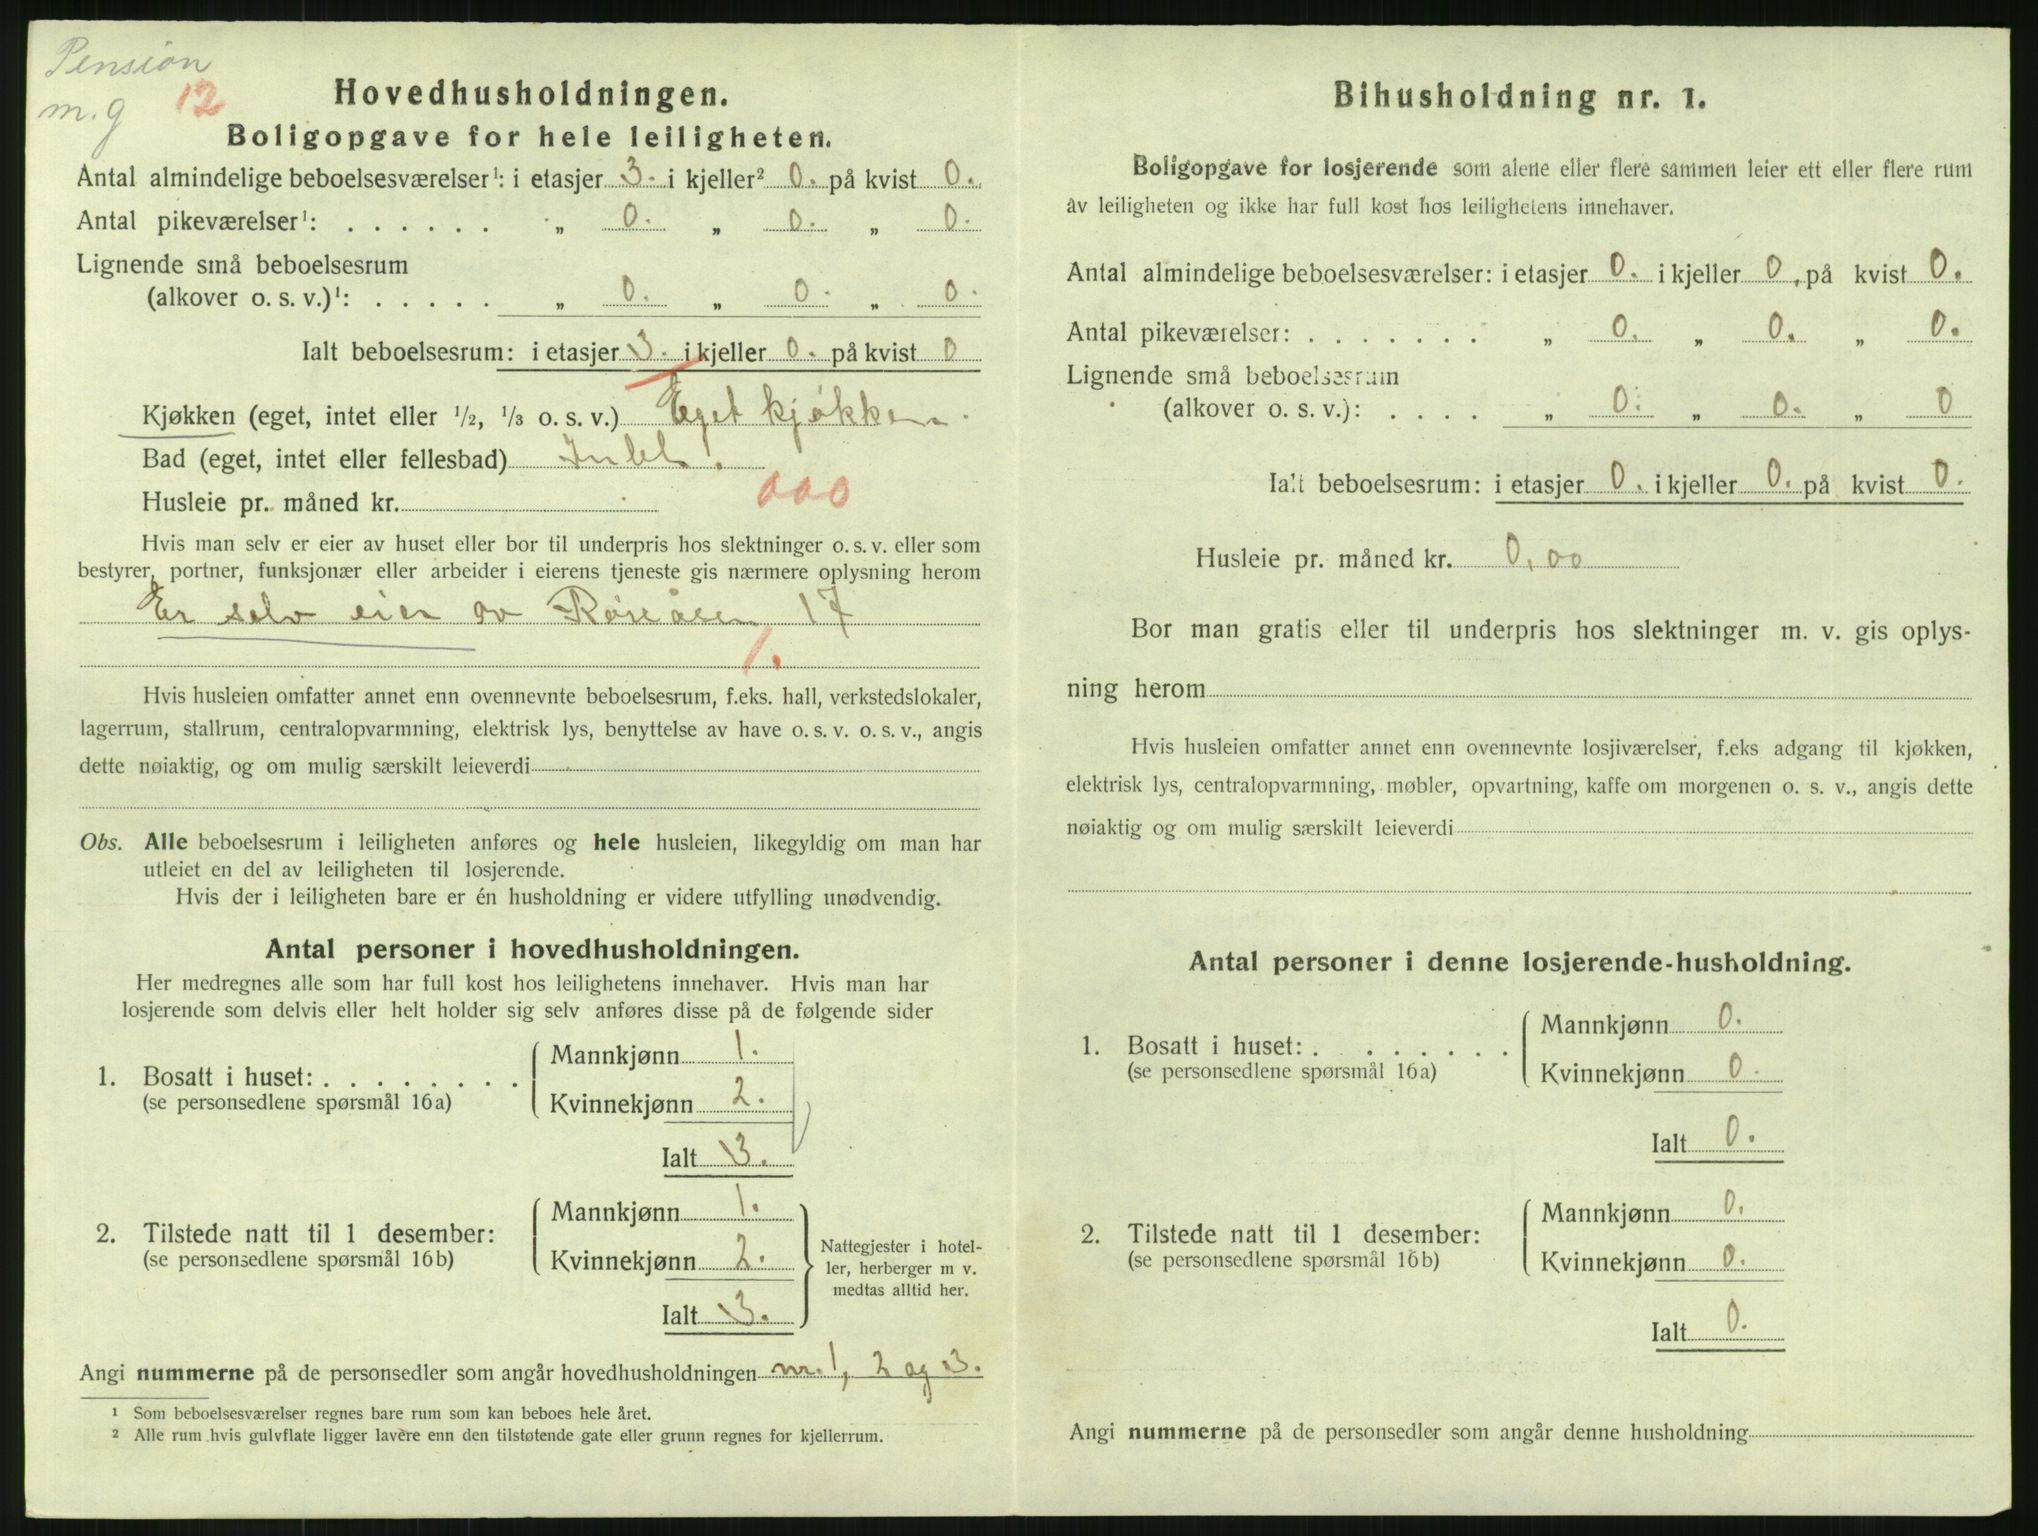 Pension
m.g 12
Hovedhusholdningen.
Boligopgave for hele leiligheten.
Antal almindelige beboelsesværelser¹: i etasjer 3. i kjeller² 0. på kvist 0.
Antal pikeværelser¹: . . . . . . „ 0. „ 0. „ 0.
Lignende små beboelsesrum
(alkover o. s. v.)¹: . . . . . „ 0. „ 0. „ 0.
Ialt beboelsesrum: i etasjer 3. i kjeller 0. på kvist 0
Kjøkken (eget, intet eller 1/2, 1/3 o. s. v.) Eget kjøkken.
Bad (eget, intet eller fellesbad) Intet.
Husleie pr. måned kr. 000
Hvis man selv er eier av huset eller bor til underpris hos slektninger o. s. v. eller som
bestyrer, portner, funksjonær eller arbeider i eierens tjeneste gis nærmere oplysning herom
Er selv eier av Røiseåsen 17
1.
Hvis husleien omfatter annet enn ovennevnte beboelsesrum, f.eks. hall, verkstedslokaler,
lagerrum, stallrum, centralopvarmning, elektrisk lys, benyttelse av have o. s. v. o. s. v., angis
dette nøiaktig, og om mulig særskilt leieverdi
Obs. Alle beboelsesrum i leiligheten anføres og hele husleien, likegyldig om man har
utleiet en del av leiligheten til losjerende.
Hvis der i leiligheten bare er én husholdning er videre utfylling unødvendig.
Antal personer i hovedhusholdningen.
Her medregnes alle som har full kost hos leilighetens innehaver. Hvis man har
losjerende som delvis eller helt holder sig selv anføres disse på de følgende sider
Mannkjønn 1.
1. Bosatt i huset: . . . . . . . .
(se personsedlene spørsmål 16a)
Kvinnekjønn 2.
Ialt 3.
Mannkjønn 1.
2. Tilstede natt til 1 desember:
(se personsedlene spørsmål 16b)
Kvinnekjønn 2.
Ialt 3.
Nattegjester i hotel-
ler, herberger m v.
medtas alltid her.
Angi nummerne på de personsedler som angår hovedhusholdningen nr. 1, 2 og 3.
¹ Som beboelsesværelser regnes bare rum som kan beboes hele året.
² Alle rum hvis gulvflate ligger lavere enn den tilstøtende gate eller grunn regnes for kjellerrum.
Bihusholdning nr. 1.
Boligopgave for losjerende som alene eller flere sammen leier ett eller flere rum
av leiligheten og ikke har full kost hos leilighetens innehaver.
Antal almindelige beboelsesværelser: i etasjer 0. i kjeller 0. på kvist 0.
Antal pikeværelser: . . . . . . . „ 0. „ 0. „ 0.
Lignende små beboelsesrum
(alkover o. s. v.): . . . . „ 0. „ 0. „ 0
Ialt beboelsesrum: i etasjer 0. i kjeller 0. på kvist 0.
Husleie pr. måned kr. 0,00
Bor man gratis eller til underpris hos slektninger m. v. gis oplys-
ning herom
Hvis husleien omfatter annet enn ovennevnte losjiværelser, f.eks adgang til kjøkken,
elektrisk lys, centralopvarmning, møbler, opvartning, kaffe om morgenen o. s. v., angis dette
nøiaktig og om mulig særskilt leieverdi
Antal personer i denne losjerende-husholdning.
Mannkjønn 0.
1. Bosatt i huset: . . . . . . .
(se personsedlene spørsmål 16a)
Kvinnekjønn 0.
Ialt 0.
Mannkjønn 0.
2. Tilstede natt til 1 desember:
(se personsedlene spørsmål 16b)
Kvinnekjønn 0.
Ialt 0.
Angi nummerne på de personsedler som angår denne husholdning